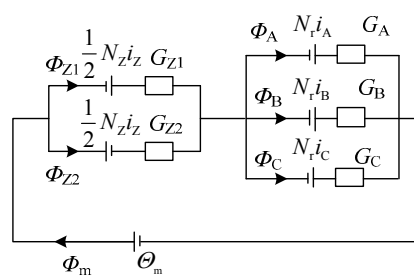 Φ_A N_r i_A G_A
Φ_Z1 1/2 N_Z i_Z G_Z1
Φ_B N_r i_B G_B
Φ_Z2 1/2 N_Z i_Z G_Z2
Φ_C N_r i_C G_C
Φ_m Θ_m